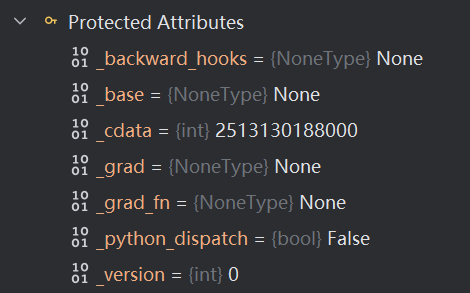 Protected Attributes
_backward_hooks = {NoneType} None
_base = {NoneType} None
_cdata = {int} 2513130188000
_grad = {NoneType} None
_grad_fn = {NoneType} None
_python_dispatch = {bool} False
_version = {int} 0